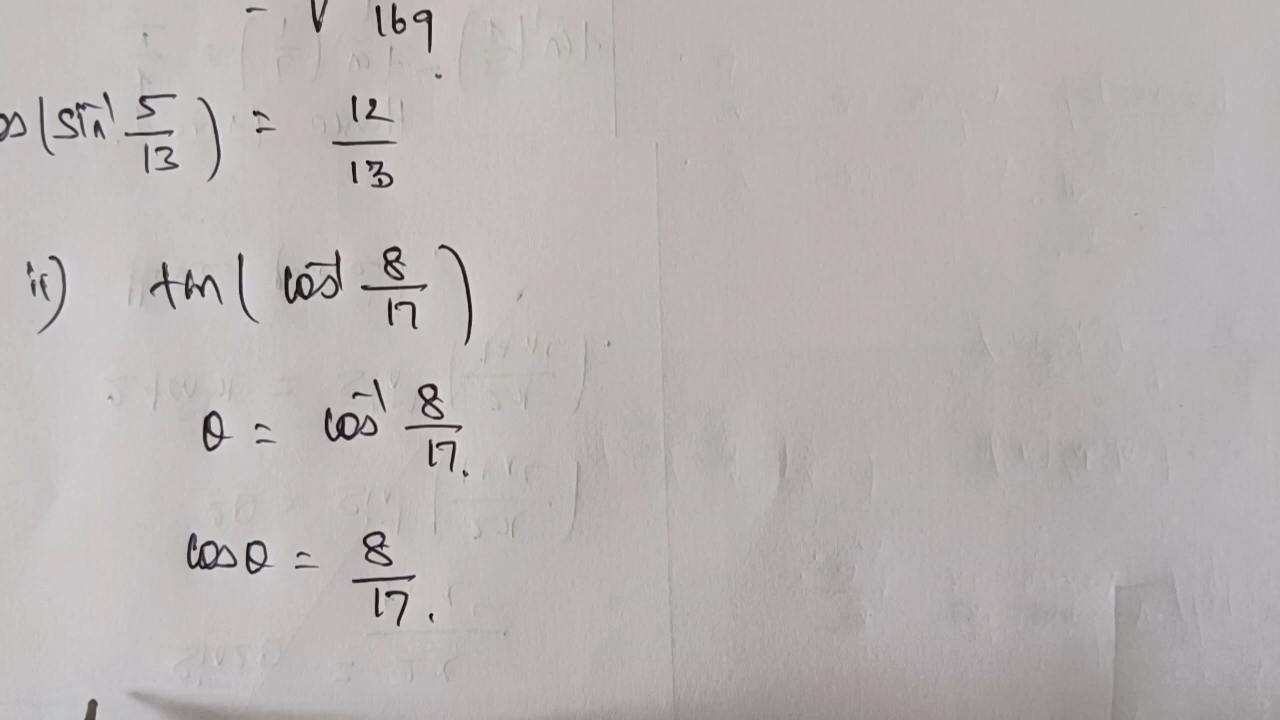 - √ 169.
os(sin⁻¹ 5/13) = 12/13
ii) tan(cos⁻¹ 8/17)
θ = cos⁻¹ 8/17.
cosθ = 8/17.